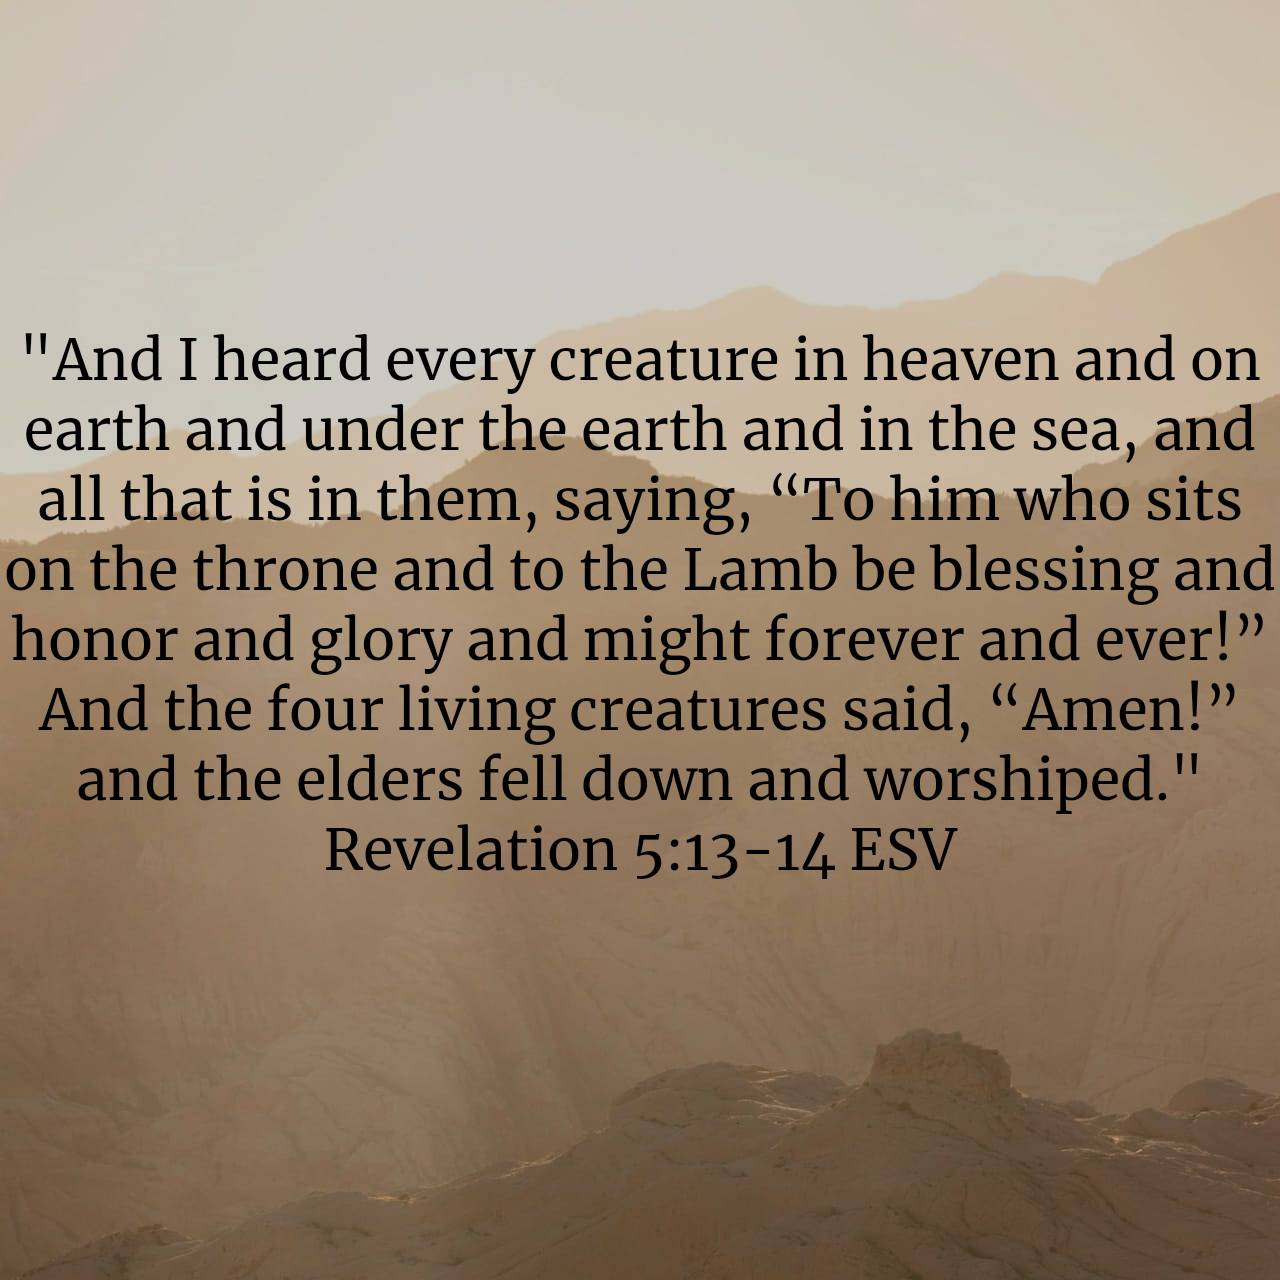 "And I heard every creature in heaven and on
earth and under the earth and in the sea, and
all that is in them, saying, “To him who sits
on the throne and to the Lamb be blessing and
honor and glory and might forever and ever!”
And the four living creatures said, “Amen!”
and the elders fell down and worshiped."
Revelation 5:13-14 ESV